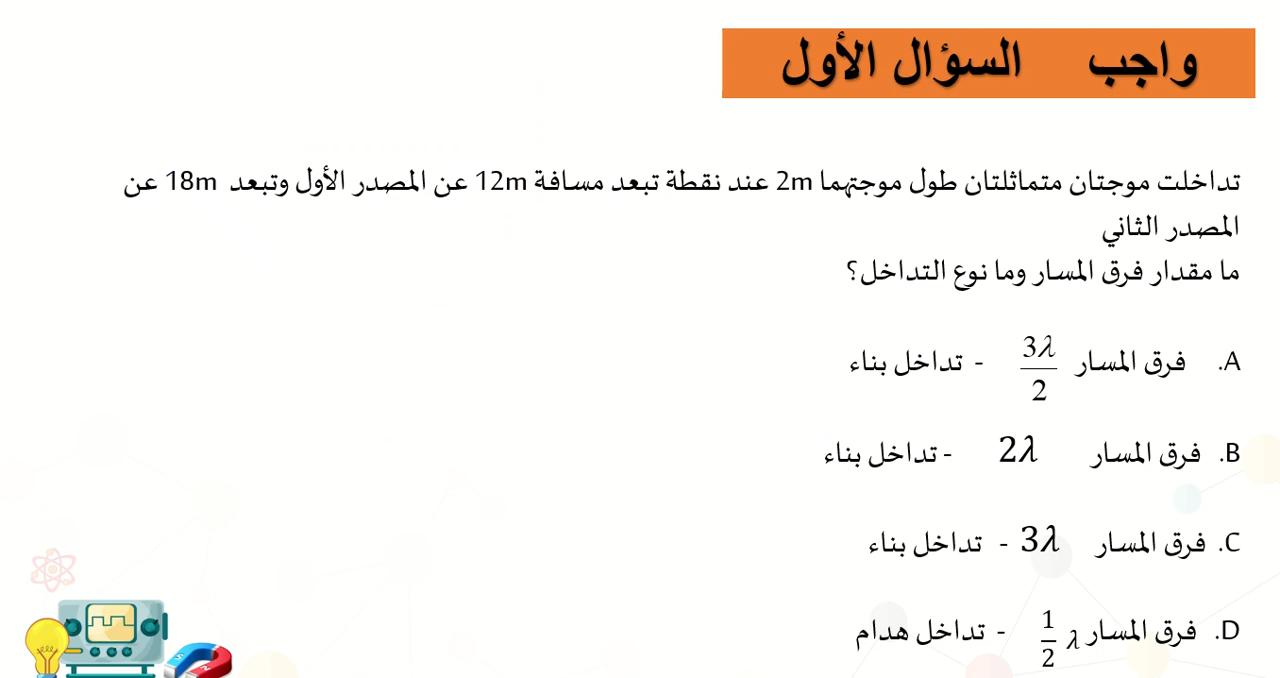 واجب السؤال الأول
تداخلت موجتان متماثلتان طول موجتهما 2m عند نقطة تبعد مسافة 12m عن المصدر الأول وتبعد 18m عن
المصدر الثاني
ما مقدار فرق المسار وما نوع التداخل؟
A. فرق المسار 3λ/2 - تداخل بناء
B. فرق المسار 2λ - تداخل بناء
C. فرق المسار 3λ - تداخل بناء
D. فرق المسار 1/2 λ - تداخل هدام